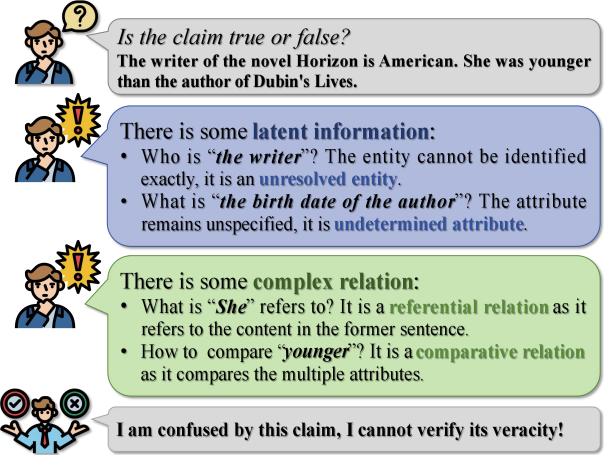 ?
Is the claim true or false?
The writer of the novel Horizon is American. She was younger
than the author of Dubin's Lives.
!
There is some latent information:
• Who is “the writer”? The entity cannot be identified
exactly, it is an unresolved entity.
• What is “the birth date of the author”? The attribute
remains unspecified, it is undetermined attribute.
!
There is some complex relation:
• What is “She” refers to? It is a referential relation as it
refers to the content in the former sentence.
• How to compare “younger”? It is a comparative relation
as it compares the multiple attributes.
I am confused by this claim, I cannot verify its veracity!